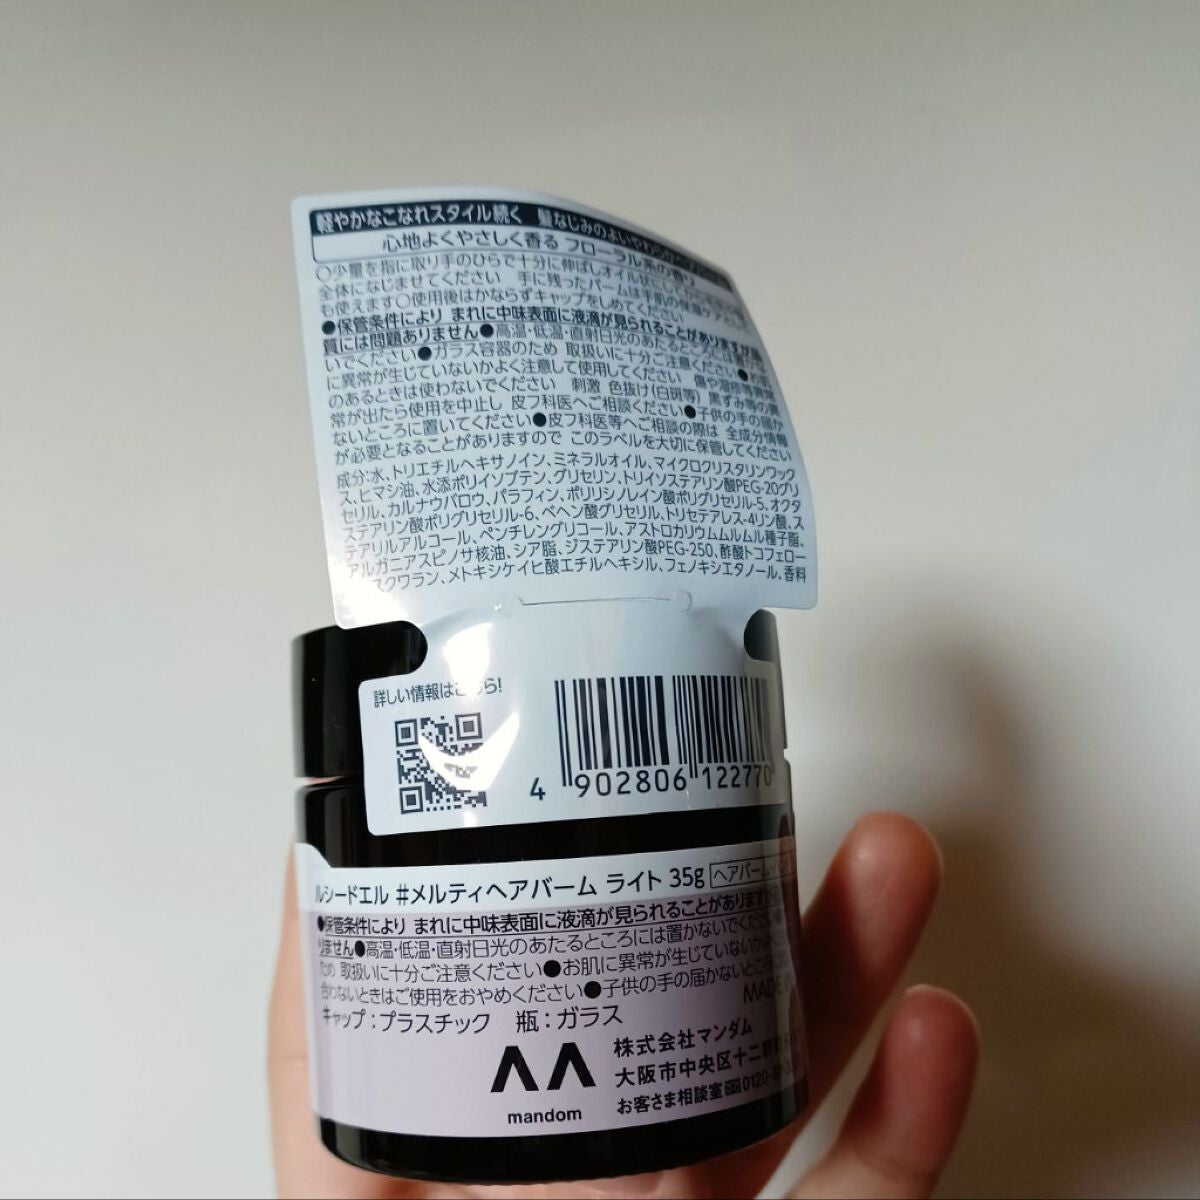 軽やかなこなれスタイル続く 髪なじみのよいやわらか
心地よくやさしく香る フローラル系の香り
○少量を指に取り手のひらで十分に伸ばしオイル状にして
全体になじませてください 手に残ったバームは手肌の保湿ケアとして
も使えます○使用後はかならずキャップをしめてください
●保管条件により まれに中味表面に液滴が見られることがありますが品
質には問題ありません●高温・低温・直射日光のあたるところには置かな
いでください●ガラス容器のため 取扱いに十分ご注意ください●お肌
に異常が生じていないかよく注意して使用してください 傷や湿疹等異常
のあるときは使わないでください 刺激 色抜け(白斑等) 黒ずみ等の異
常が出たら使用を中止し 皮フ科医へご相談ください●子供の手の届か
ないところに置いてください●皮フ科医等へご相談の際は 全成分情報
が必要となることがありますので このラベルを大切に保管してください
成分:水、トリエチルヘキサノイン、ミネラルオイル、マイクロクリスタリンワック
ス、ヒマシ油、水添ポリイソブテン、グリセリン、トリイソステアリン酸PEG-20グリ
セリル、カルナウバロウ、パラフィン、ポリリシノレイン酸ポリグリセリル-5、オクタ
ステアリン酸ポリグリセリル-6、ベヘン酸グリセリル、トリセテアレス-4リン酸、ス
テアリルアルコール、ペンチレングリコール、アストロカリウムムルムル種子脂、
アルガニアスピノサ核油、シア脂、ジステアリン酸PEG-250、酢酸トコフェロー
スクワラン、メトキシケイヒ酸エチルヘキシル、フェノキシエタノール、香料
詳しい情報はこちら!
4 902806 122770
ルシードエル #メルティヘアバーム ライト 35g ヘアバーム
●保管条件により まれに中味表面に液滴が見られることがあります
りません●高温・低温・直射日光のあたるところには置かないでくださ
ため 取扱いに十分ご注意ください●お肌に異常が生じていないか
合わないときはご使用をおやめください●子供の手の届かないところ
MADE
キャップ:プラスチック 瓶:ガラス
株式会社マンダム
大阪市中央区十二軒
お客さま相談室 0120-3
mandom